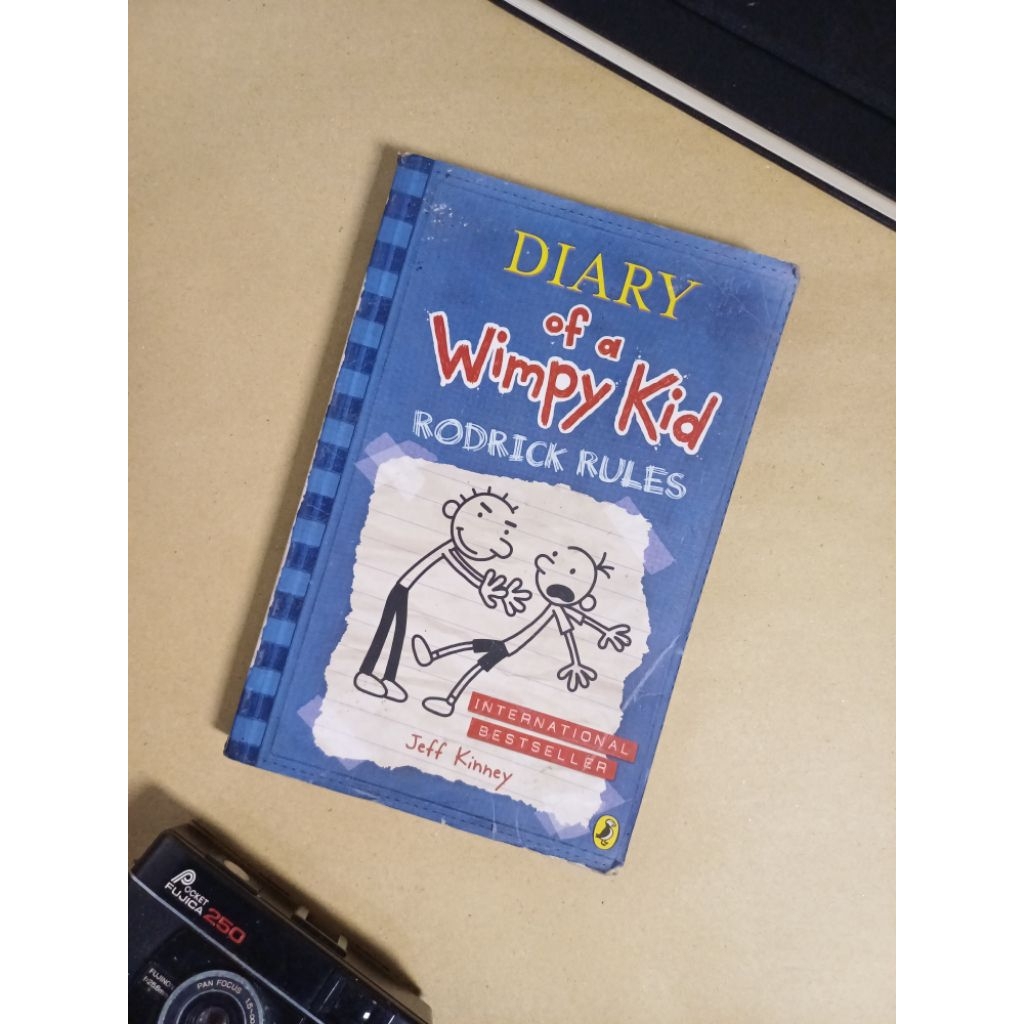 DIARY
of a
Wimpy Kid
RODRICK RULES
INTERNATIONAL
BESTSELLER
Jeff Kinney
POCKET
FUJICA 250
PAN FOCUS